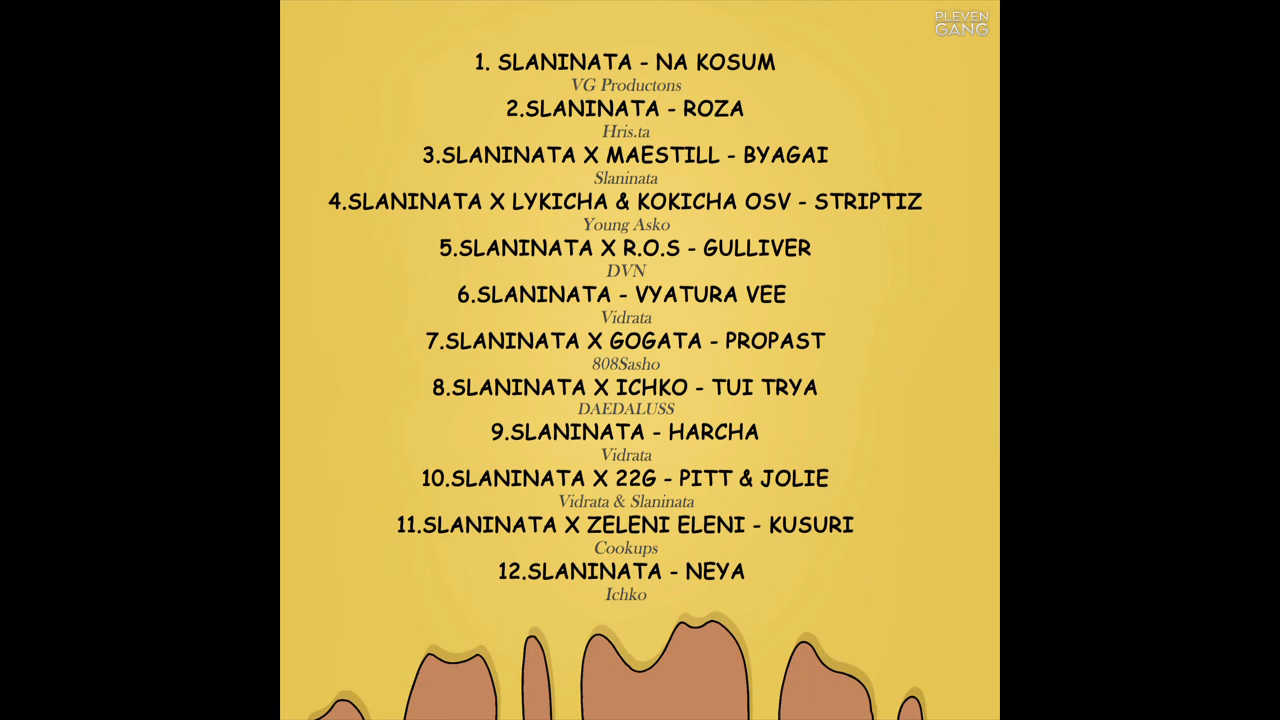 PLEVEN
GANG
1. SLANINATA - NA KOSUM
VG Productons
2.SLANINATA - ROZA
Hris.ta
3.SLANINATA X MAESTILL - BYAGAI
Slaninata
4.SLANINATA X LYKICHA & KOKICHA OSV - STRIPTIZ
Young Asko
5.SLANINATA X R.O.S - GULLIVER
DVN
6.SLANINATA - VYATURA VEE
Vidrata
7.SLANINATA X GOGATA - PROPAST
808Sasho
8.SLANINATA X ICHKO - TUI TRYA
DAEDALUSS
9.SLANINATA - HARCHA
Vidrata
10.SLANINATA X 22G - PITT & JOLIE
Vidrata & Slaninata
11.SLANINATA X ZELENI ELENI - KUSURI
Cookups
12.SLANINATA - NEYA
Ichko